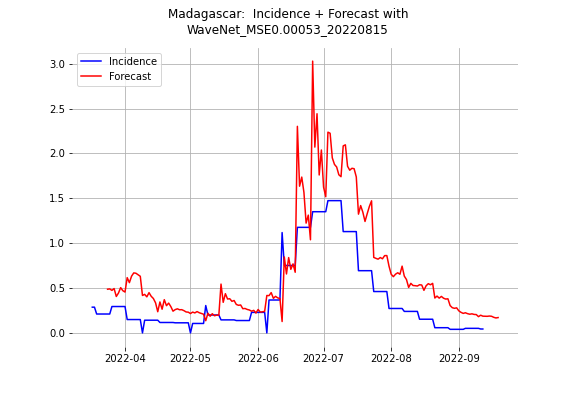 Madagascar:  Incidence + Forecast with
WaveNet_MSE0.00053_20220815
Incidence
Forecast
3.0
2.5
2.0
1.5
1.0
0.5
0.0
2022-04 2022-05 2022-06 2022-07 2022-08 2022-09